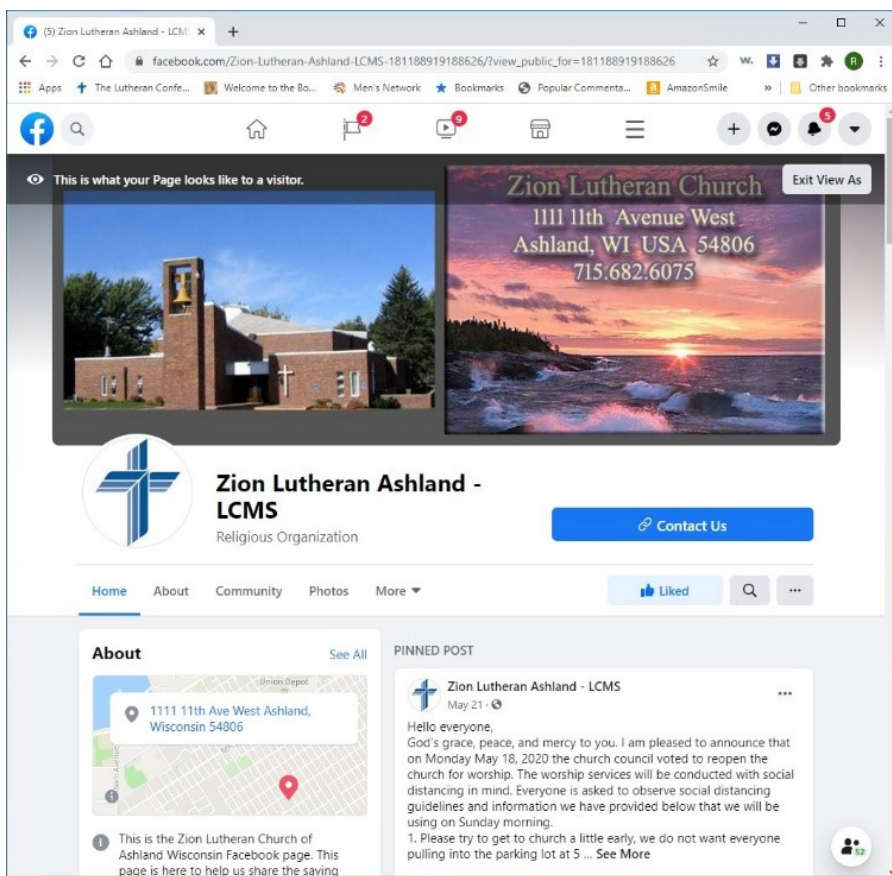 (5) Zion Lutheran Ashland - LCM
facebook.com/Zion-Lutheran-Ashland-LCMS-181188919188626/?view_public_for=181188919188626
w.
R
Apps
The Lutheran Confe...
Welcome to the Bo...
Men's Network
Bookmarks
Popular Commenta...
AmazonSmile
»
Other bookmarks
2
9
5
This is what your Page looks like to a visitor.
Exit View As
Zion Lutheran Church
1111 11th Avenue West
Ashland, WI USA 54806
715.682.6075
Zion Lutheran Ashland -
LCMS
Religious Organization
Contact Us
Home
About
Community
Photos
More
Liked
About
See All
Union Depot
1111 11th Ave West Ashland,
Wisconsin 54806
This is the Zion Lutheran Church of
Ashland Wisconsin Facebook page. This
page is here to help us share the saving
PINNED POST
Zion Lutheran Ashland - LCMS
May 21 ·
Hello everyone,
God's grace, peace, and mercy to you. I am pleased to announce that
on Monday May 18, 2020 the church council voted to reopen the
church for worship. The worship services will be conducted with social
distancing in mind. Everyone is asked to observe social distancing
guidelines and information we have provided below that we will be
using on Sunday morning.
1. Please try to get to church a little early, we do not want everyone
pulling into the parking lot at 5 ... See More
52